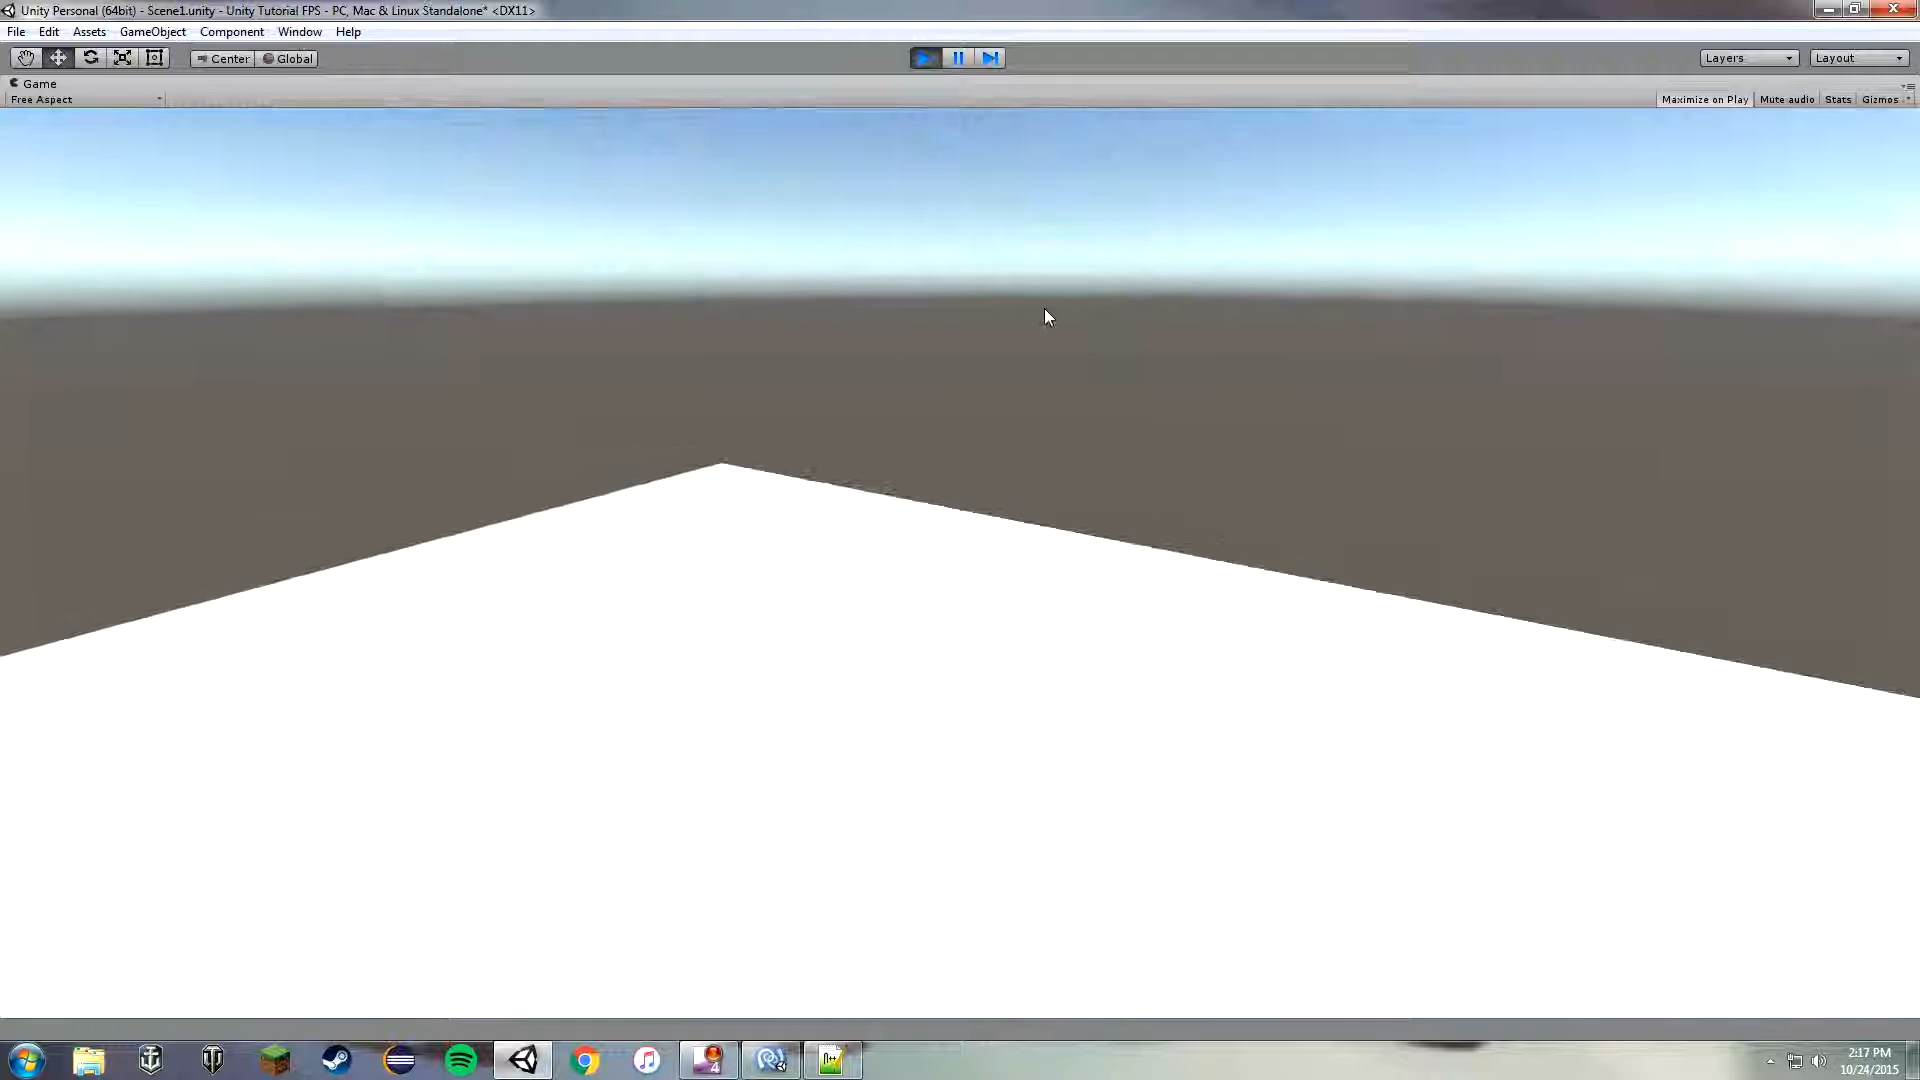 Unity Personal (64bit) - Scene1.unity - Unity Tutorial FPS - PC, Mac & Linux Standalone* <DX11>
File Edit Assets GameObject Component Window Help
Center Global Layers Layout
Game
Free Aspect Maximize on Play Mute audio Stats Gizmos
4 n++ 2:17 PM
10/24/2015